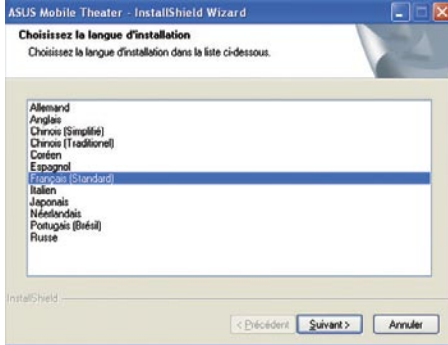 ASUS Mobile Theater - InstallShield Wizard
Choisissez la langue d'installation
Choisissez la langue d'installation dans la liste ci-dessous.
Allemand
Anglais
Chinois (Simplifié)
Chinois (Traditionel)
Coréen
Espagnol
Français (Standard)
Italien
Japonais
Néerlandais
Portugais (Brésil)
Russe
InstallShield
< Précédent
Suivant >
Annuler